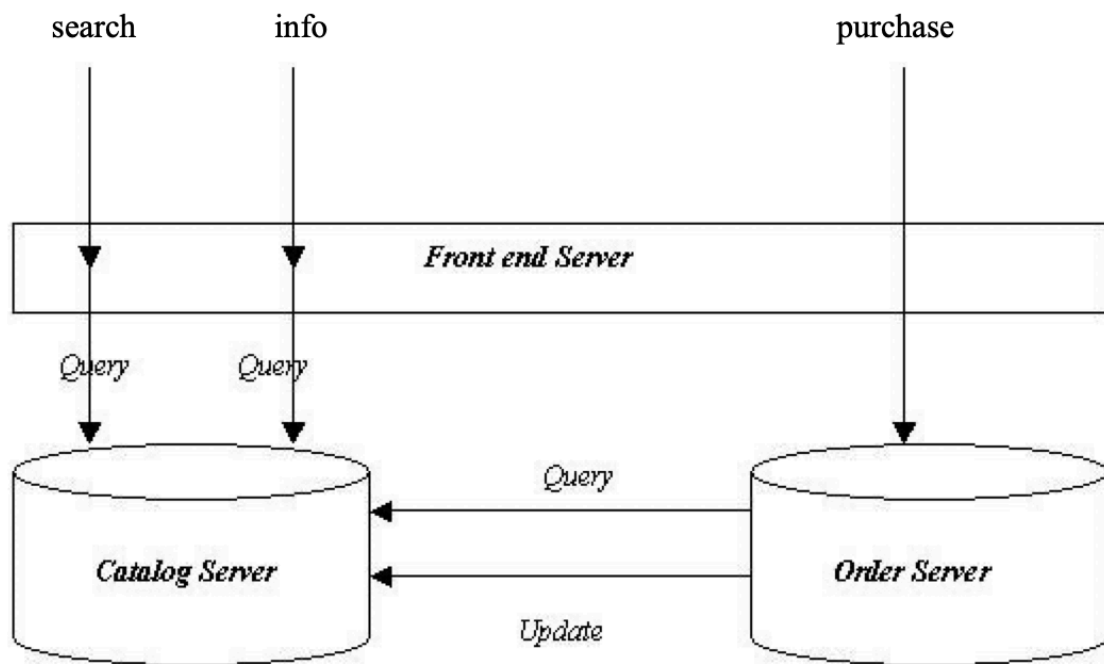 search
info
purchase
Front end Server
Query
Query
Query
Catalog Server
Order Server
Update